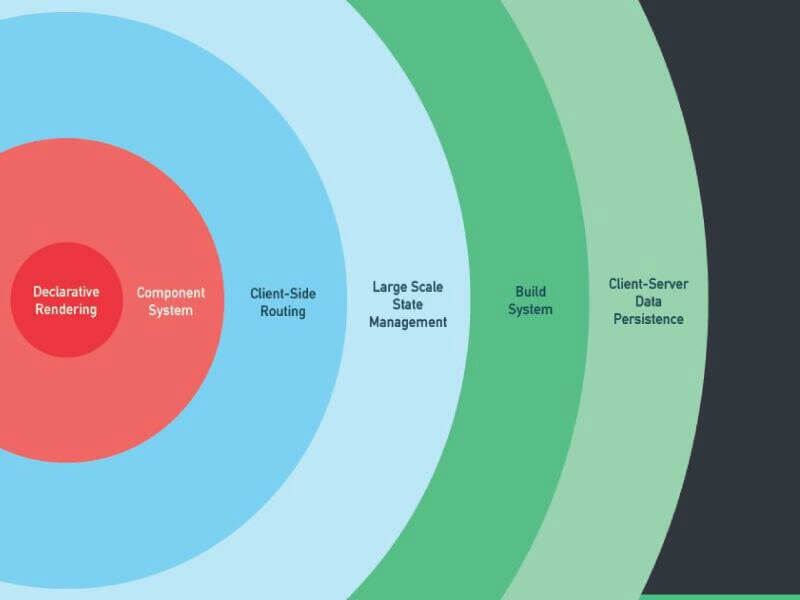 Declarative
Rendering
Component
System
Client-Side
Routing
Large Scale
State
Management
Build
System
Client-Server
Data
Persistence